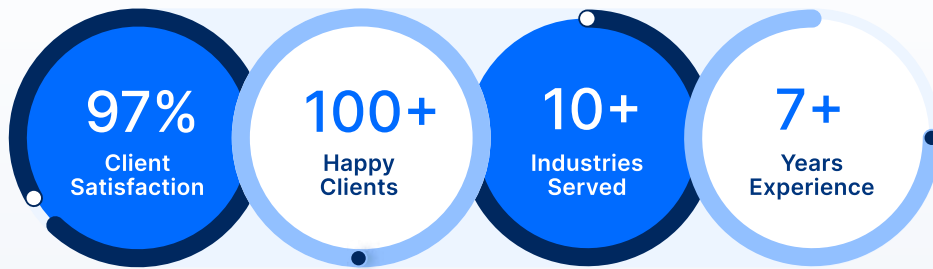 97%
Client
Satisfaction
100+
Happy
Clients
10+
Industries
Served
7+
Years
Experience